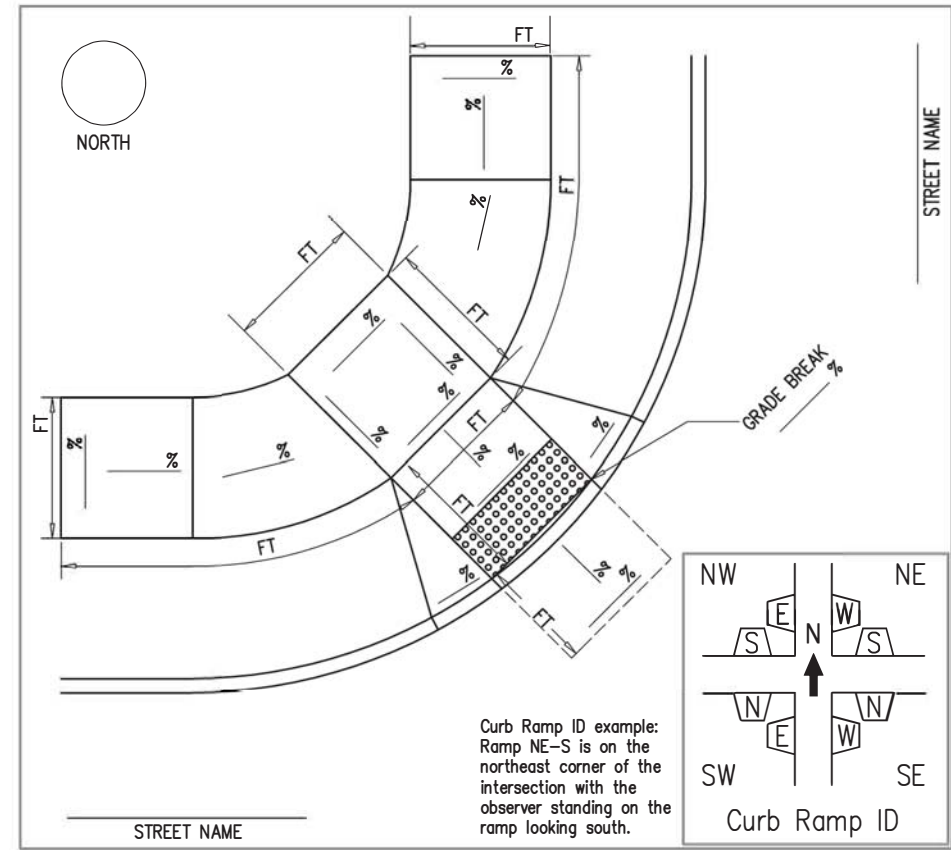 FT
%
%
NORTH
STREET NAME
FT
%
FT
FT
%
%
%
%
%
GRADE BREAK
%
FT
%
%
%
FT
%
%
%
FT
%
%
FT
%
%
FT
NW
NE
E
W
N
S
S
N
N
E
W
SW
SE
Curb Ramp ID
Curb Ramp ID example:
Ramp NE-S is on the
northeast corner of the
intersection with the
observer standing on the
ramp looking south.
STREET NAME